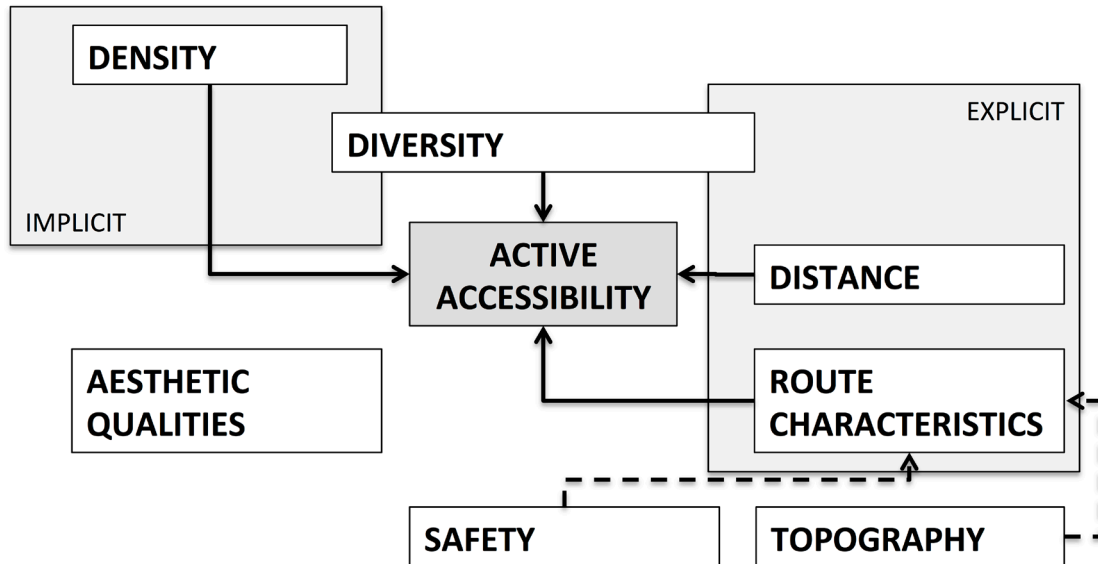 DENSITY
EXPLICIT
DIVERSITY
IMPLICIT
ACTIVE
ACCESSIBILITY
DISTANCE
AESTHETIC
QUALITIES
ROUTE
CHARACTERISTICS
SAFETY
TOPOGRAPHY